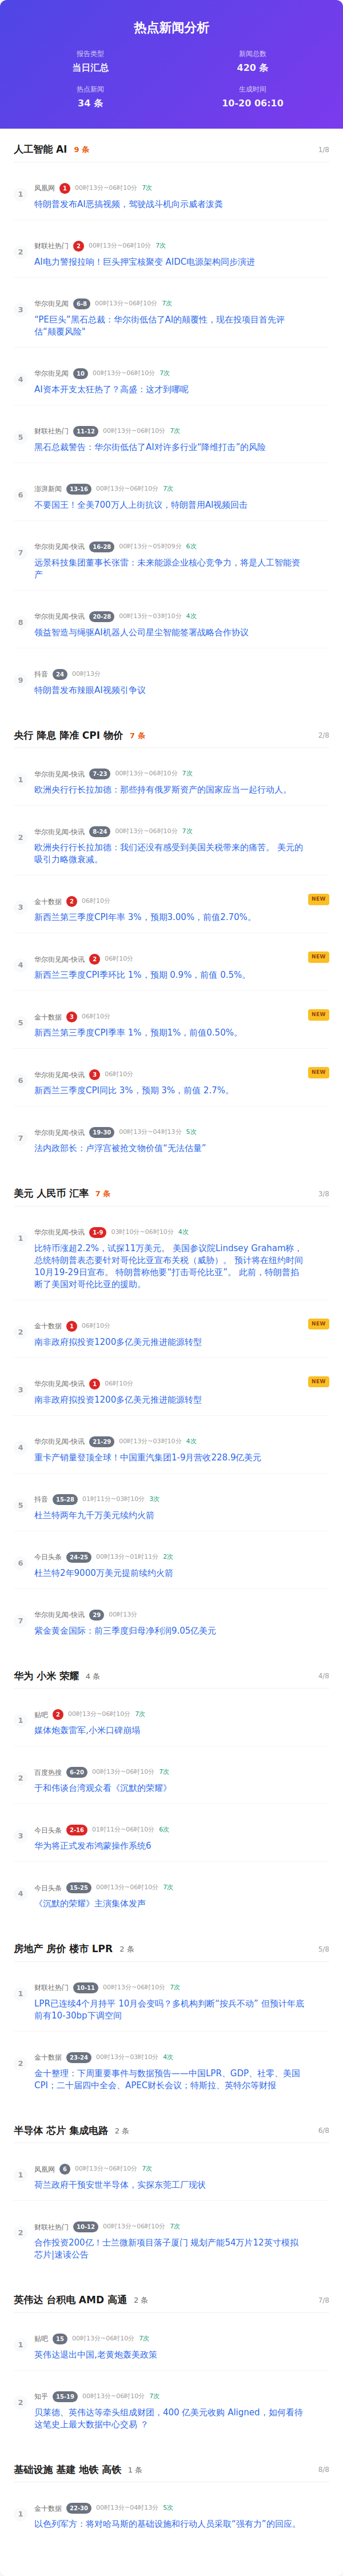 热点新闻分析
报告类型
新闻总数
当日汇总
420 条
热点新闻
生成时间
34 条
10-20 06:10
人工智能 AI 9 条 1/8
1 凤凰网 1 00时13分~06时10分 7次
特朗普发布AI恶搞视频，驾驶战斗机向示威者泼粪
2 财联社热门 2 00时13分~06时10分 7次
AI电力警报拉响！巨头押宝核聚变 AIDC电源架构同步演进
3 华尔街见闻 6-8 00时13分~06时10分 7次
“PE巨头”黑石总裁：华尔街低估了AI的颠覆性，现在投项目首先评
估“颠覆风险”
4 华尔街见闻 10 00时13分~06时10分 7次
AI资本开支太狂热了？高盛：这才到哪呢
5 财联社热门 11-12 00时13分~06时10分 7次
黑石总裁警告：华尔街低估了AI对许多行业“降维打击”的风险
6 澎湃新闻 13-16 00时13分~06时10分 7次
不要国王！全美700万人上街抗议，特朗普用AI视频回击
7 华尔街见闻-快讯 16-28 00时13分~05时09分 6次
远景科技集团董事长张雷：未来能源企业核心竞争力，将是人工智能资
产
8 华尔街见闻-快讯 20-28 00时13分~03时10分 4次
领益智造与绳驱AI机器人公司星尘智能签署战略合作协议
9 抖音 24 00时13分
特朗普发布辣眼AI视频引争议
央行 降息 降准 CPI 物价 7 条 2/8
1 华尔街见闻-快讯 7-23 00时13分~06时10分 7次
欧洲央行行长拉加德：那些持有俄罗斯资产的国家应当一起行动人。
2 华尔街见闻-快讯 8-24 00时13分~06时10分 7次
欧洲央行行长拉加德：我们还没有感受到美国关税带来的痛苦。 美元的
吸引力略微衰减。
3 金十数据 2 06时10分 NEW
新西兰第三季度CPI年率 3%，预期3.00%，前值2.70%。
4 华尔街见闻-快讯 2 06时10分 NEW
新西兰三季度CPI季环比 1%，预期 0.9%，前值 0.5%。
5 金十数据 3 06时10分 NEW
新西兰第三季度CPI季率 1%，预期1%，前值0.50%。
6 华尔街见闻-快讯 3 06时10分 NEW
新西兰三季度CPI同比 3%，预期 3%，前值 2.7%。
7 华尔街见闻-快讯 19-30 00时13分~04时13分 5次
法内政部长：卢浮宫被抢文物价值“无法估量”
美元 人民币 汇率 7 条 3/8
1 华尔街见闻-快讯 1-9 03时10分~06时10分 4次
比特币涨超2.2%，试探11万美元。 美国参议院Lindsey Graham称，
总统特朗普表态要针对哥伦比亚宣布关税（威胁）。 预计将在纽约时间
10月19-29日宣布。 特朗普称他要“打击哥伦比亚”。 此前，特朗普掐
断了美国对哥伦比亚的援助。
2 金十数据 1 06时10分 NEW
南非政府拟投资1200多亿美元推进能源转型
3 华尔街见闻-快讯 1 06时10分 NEW
南非政府拟投资1200多亿美元推进能源转型
4 华尔街见闻-快讯 21-29 00时13分~03时10分 4次
重卡产销量登顶全球！中国重汽集团1-9月营收228.9亿美元
5 抖音 15-28 01时11分~03时10分 3次
杜兰特两年九千万美元续约火箭
6 今日头条 24-25 00时13分~01时11分 2次
杜兰特2年9000万美元提前续约火箭
7 华尔街见闻-快讯 29 00时13分
紫金黄金国际：前三季度归母净利润9.05亿美元
华为 小米 荣耀 4 条 4/8
1 贴吧 2 00时13分~06时10分 7次
媒体炮轰雷军,小米口碑崩塌
2 百度热搜 6-20 00时13分~06时10分 7次
于和伟谈台湾观众看《沉默的荣耀》
3 今日头条 2-16 01时11分~06时10分 6次
华为将正式发布鸿蒙操作系统6
4 今日头条 15-25 00时13分~06时10分 7次
《沉默的荣耀》主演集体发声
房地产 房价 楼市 LPR 2 条 5/8
1 财联社热门 10-11 00时13分~06时10分 7次
LPR已连续4个月持平 10月会变吗？多机构判断“按兵不动” 但预计年底
前有10-30bp下调空间
2 金十数据 23-24 00时13分~03时10分 4次
金十整理：下周重要事件与数据预告——中国LPR、GDP、社零、美国
CPI；二十届四中全会、APEC财长会议；特斯拉、英特尔等财报
半导体 芯片 集成电路 2 条 6/8
1 凤凰网 6 00时13分~06时10分 7次
荷兰政府干预安世半导体，实探东莞工厂现状
2 财联社热门 10-12 00时13分~06时10分 7次
合作投资200亿！士兰微新项目落子厦门 规划产能54万片12英寸模拟
芯片|速读公告
英伟达 台积电 AMD 高通 2 条 7/8
1 贴吧 15 00时13分~06时10分 7次
英伟达退出中国,老黄炮轰美政策
2 知乎 15-19 00时13分~06时10分 7次
贝莱德、英伟达等牵头组成财团，400 亿美元收购 Aligned，如何看待
这笔史上最大数据中心交易 ？
基础设施 基建 地铁 高铁 1 条 8/8
1 金十数据 22-30 00时13分~04时13分 5次
以色列军方：将对哈马斯的基础设施和行动人员采取“强有力”的回应。